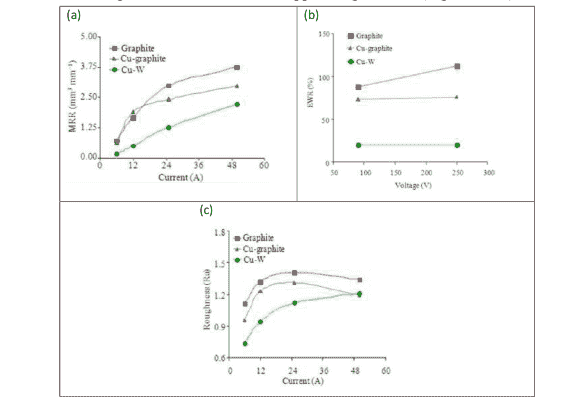 (a)
5.00
3.75
2.50
1.25
0.00
MRR (mm³ mm⁻¹)
Graphite
Cu-graphite
Cu-W
0 12 24 36 48 60
Current (A)
(b)
150
100
50
0
EWR (%)
Graphite
Cu-graphite
Cu-W
50 100 150 200 250 300
Voltage (V)
(c)
1.8
1.5
1.2
0.9
0.6
Roughness (Ra)
Graphite
Cu-graphite
Cu-W
0 12 24 36 48 60
Current (A)